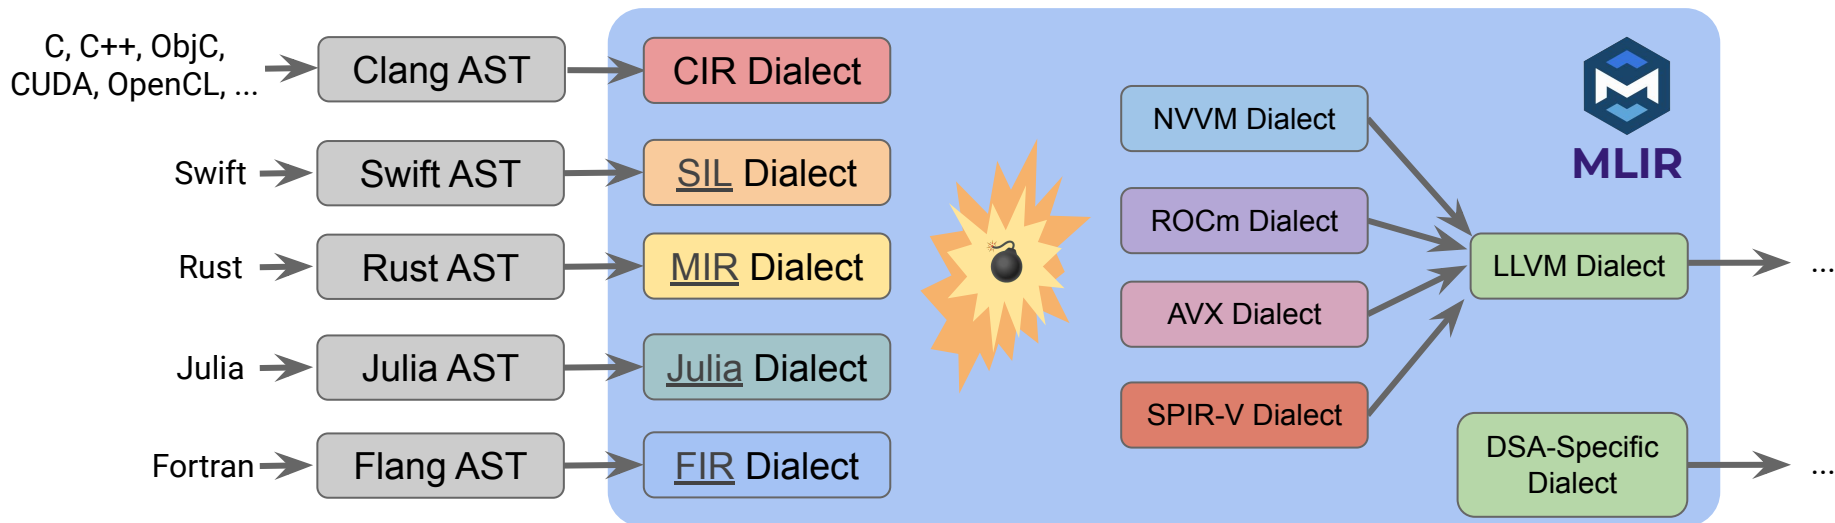 C, C++, ObjC,
CUDA, OpenCL, ...
Clang AST
CIR Dialect
Swift
Swift AST
SIL Dialect
Rust
Rust AST
MIR Dialect
Julia
Julia AST
Julia Dialect
Fortran
Flang AST
FIR Dialect
NVVM Dialect
ROCm Dialect
AVX Dialect
SPIR-V Dialect
MLIR
LLVM Dialect
...
DSA-Specific
Dialect
...